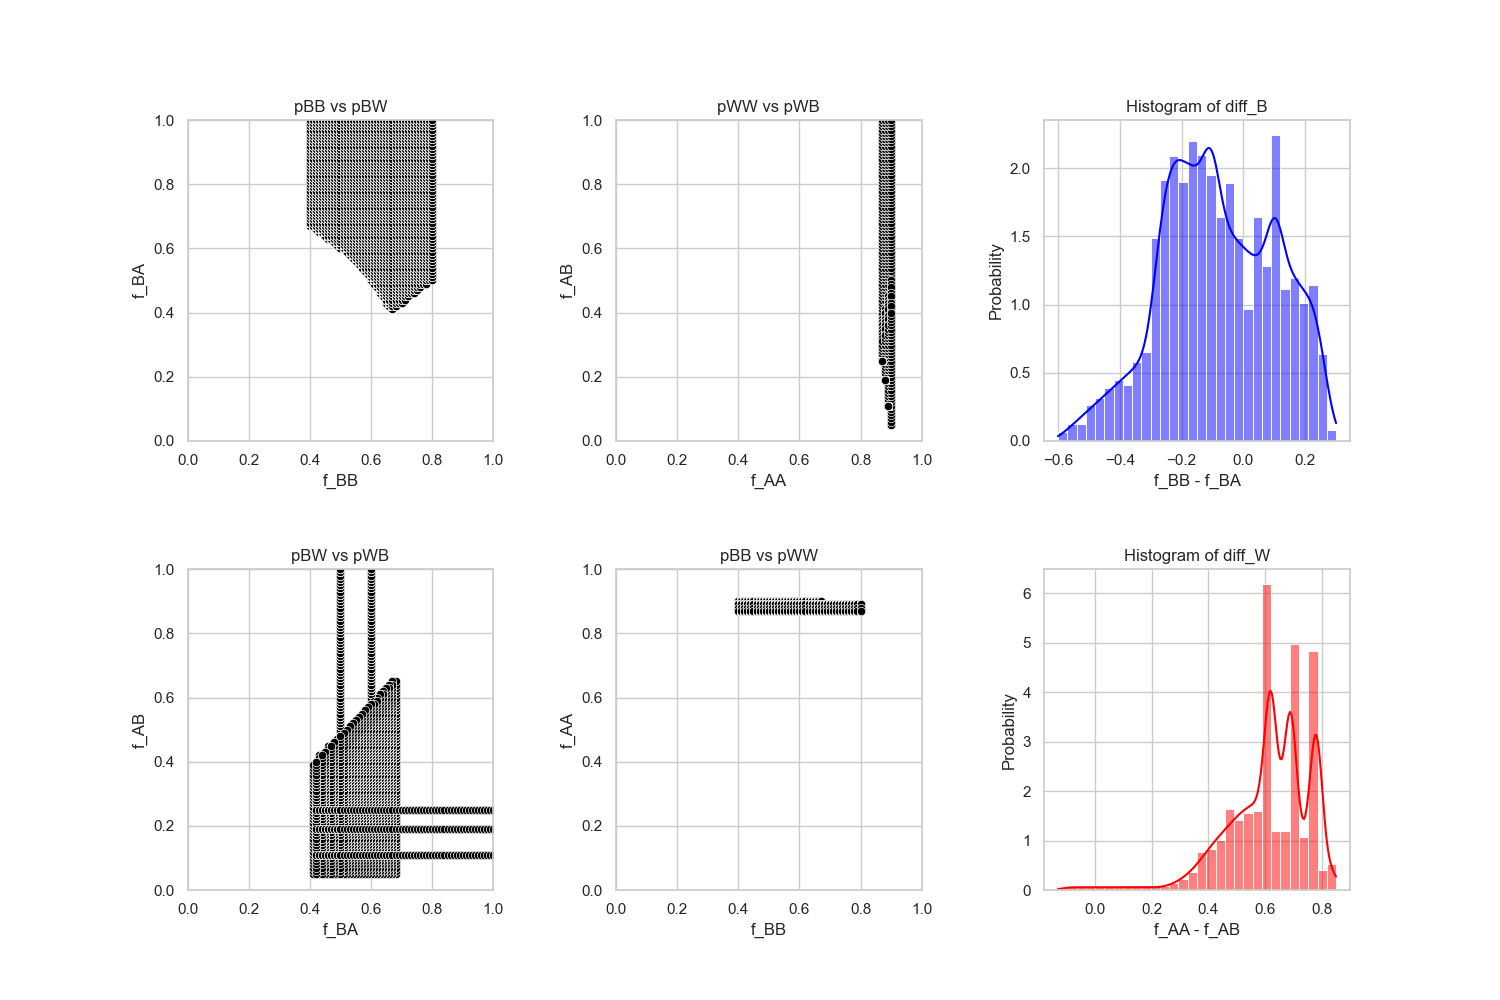 pBB vs pBW
1.0
0.8
0.6
0.4
0.2
0.0
f_BA
0.0 0.2 0.4 0.6 0.8 1.0
f_BB
pWW vs pWB
1.0
0.8
0.6
0.4
0.2
0.0
f_AB
0.0 0.2 0.4 0.6 0.8 1.0
f_AA
Histogram of diff_B
2.0
1.5
1.0
0.5
0.0
Probability
−0.6 −0.4 −0.2 0.0 0.2
f_BB - f_BA
pBW vs pWB
1.0
0.8
0.6
0.4
0.2
0.0
f_AB
0.0 0.2 0.4 0.6 0.8 1.0
f_BA
pBB vs pWW
1.0
0.8
0.6
0.4
0.2
0.0
f_AA
0.0 0.2 0.4 0.6 0.8 1.0
f_BB
Histogram of diff_W
6
5
4
3
2
1
0
Probability
0.0 0.2 0.4 0.6 0.8
f_AA - f_AB